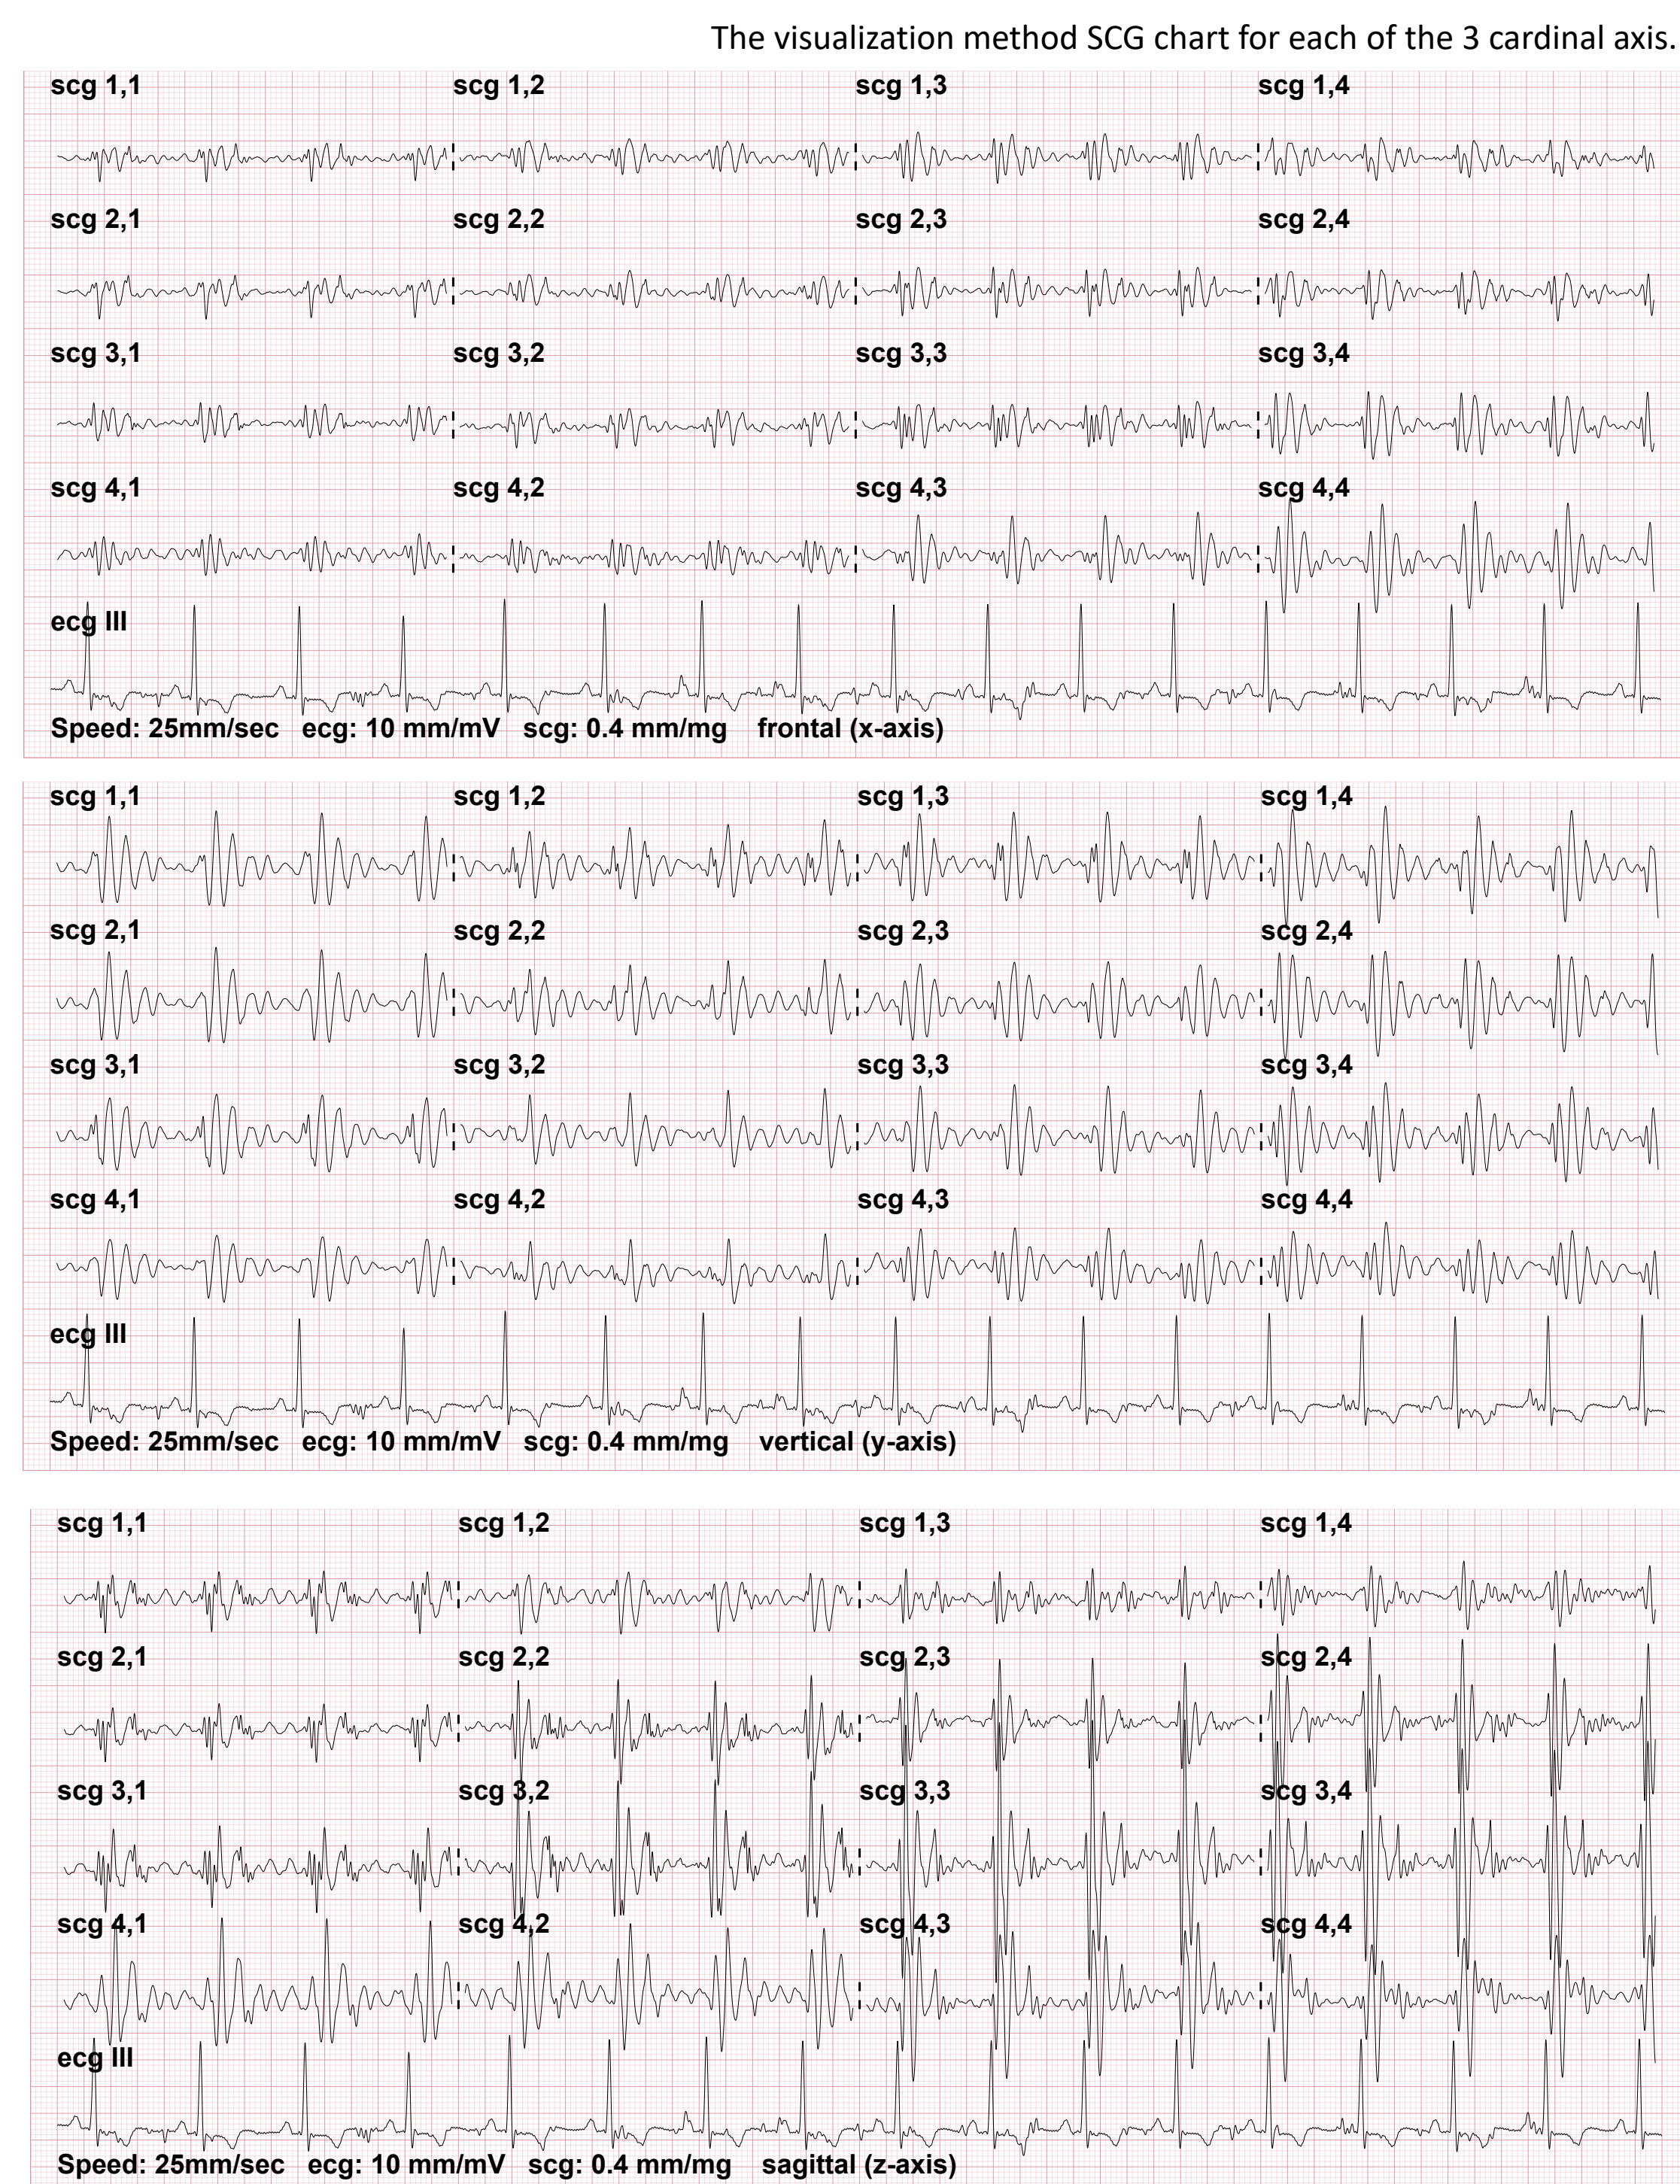 The visualization method SCG chart for each of the 3 cardinal axis.
scg 1,1 scg 1,2 scg 1,3 scg 1,4
scg 2,1 scg 2,2 scg 2,3 scg 2,4
scg 3,1 scg 3,2 scg 3,3 scg 3,4
scg 4,1 scg 4,2 scg 4,3 scg 4,4
ecg III
Speed: 25mm/sec ecg: 10 mm/mV scg: 0.4 mm/mg frontal (x-axis)
scg 1,1 scg 1,2 scg 1,3 scg 1,4
scg 2,1 scg 2,2 scg 2,3 scg 2,4
scg 3,1 scg 3,2 scg 3,3 scg 3,4
scg 4,1 scg 4,2 scg 4,3 scg 4,4
ecg III
Speed: 25mm/sec ecg: 10 mm/mV scg: 0.4 mm/mg vertical (y-axis)
scg 1,1 scg 1,2 scg 1,3 scg 1,4
scg 2,1 scg 2,2 scg 2,3 scg 2,4
scg 3,1 scg 3,2 scg 3,3 scg 3,4
scg 4,1 scg 4,2 scg 4,3 scg 4,4
ecg III
Speed: 25mm/sec ecg: 10 mm/mV scg: 0.4 mm/mg sagittal (z-axis)